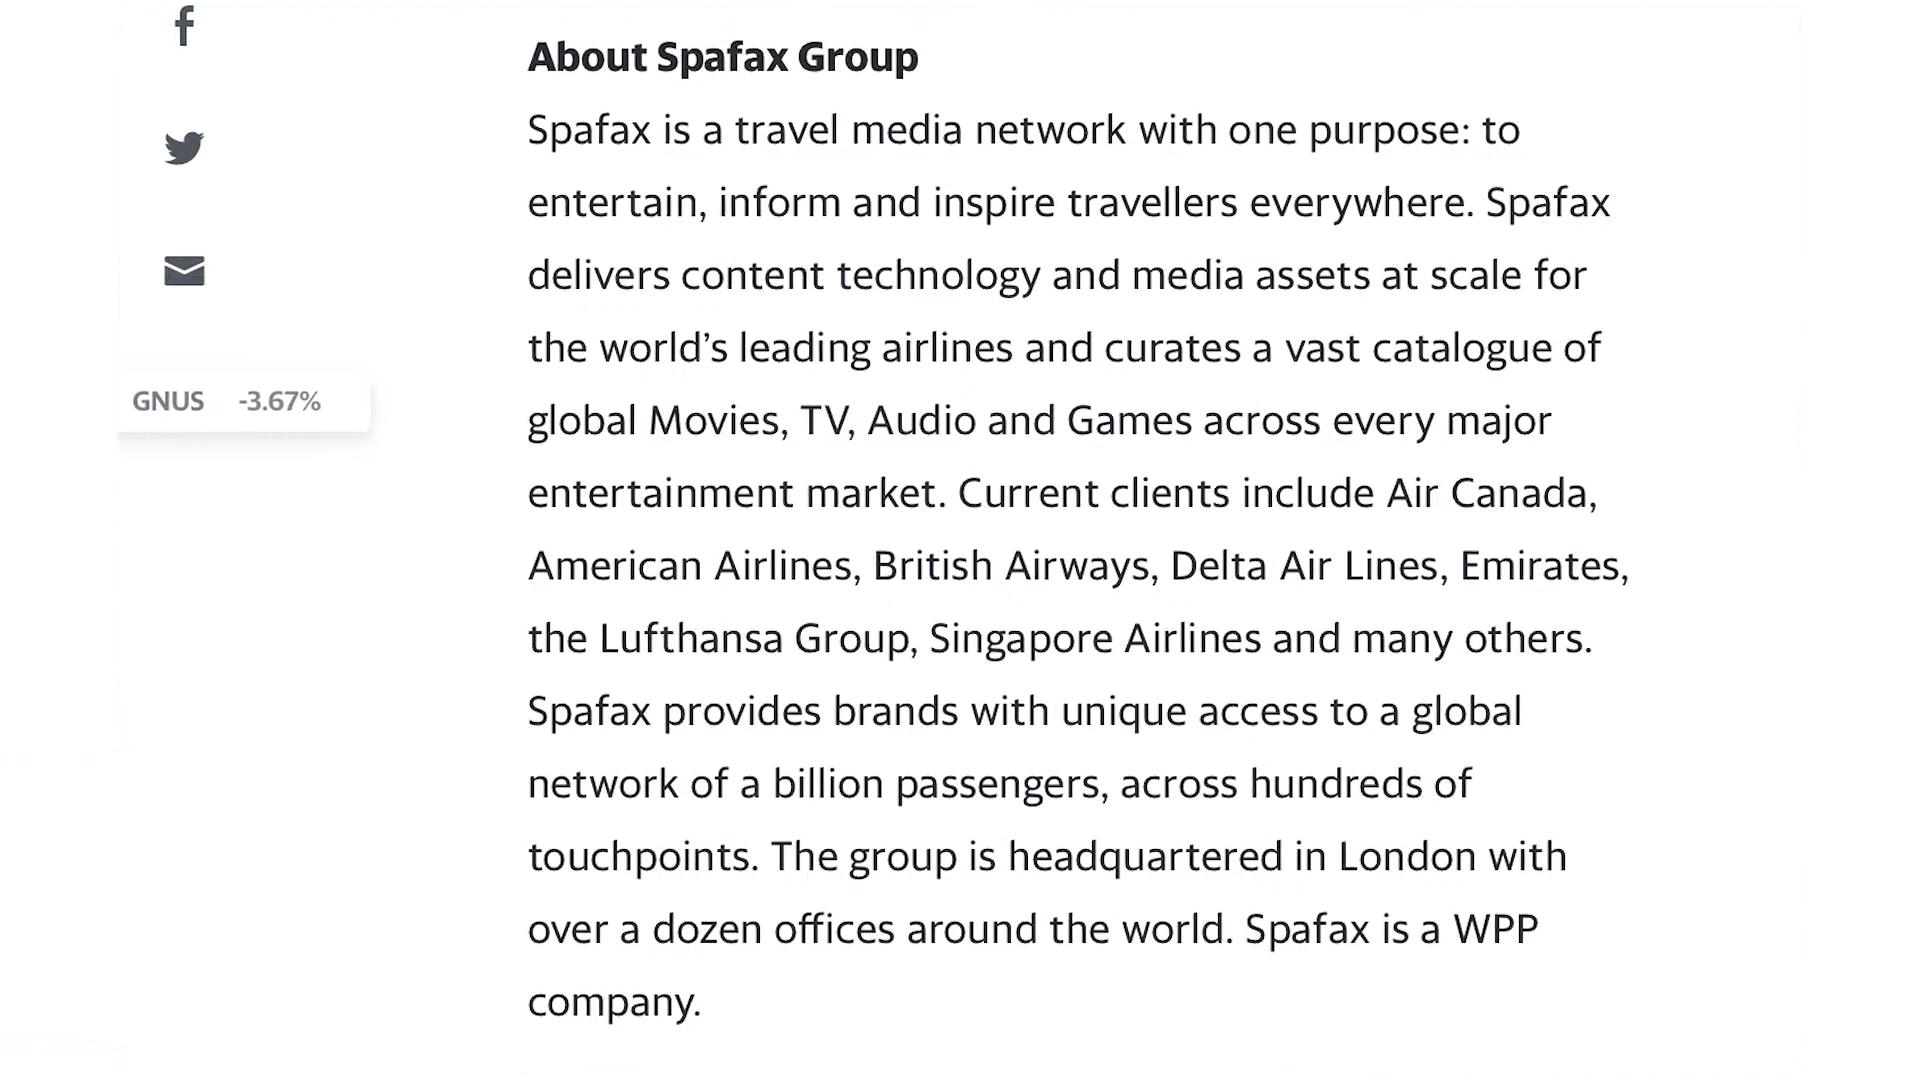 About Spafax Group
Spafax is a travel media network with one purpose: to
entertain, inform and inspire travellers everywhere. Spafax
delivers content technology and media assets at scale for
the world’s leading airlines and curates a vast catalogue of
GNUS -3.67%
global Movies, TV, Audio and Games across every major
entertainment market. Current clients include Air Canada,
American Airlines, British Airways, Delta Air Lines, Emirates,
the Lufthansa Group, Singapore Airlines and many others.
Spafax provides brands with unique access to a global
network of a billion passengers, across hundreds of
touchpoints. The group is headquartered in London with
over a dozen offices around the world. Spafax is a WPP
company.